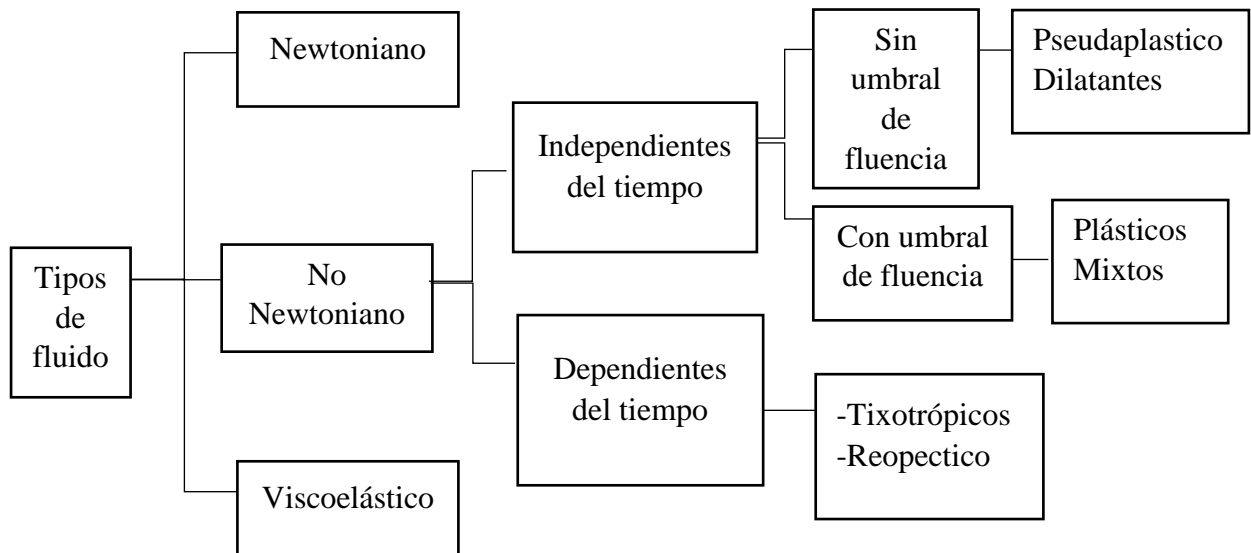 Tipos
de
fluido
Newtoniano
No
Newtoniano
Viscoelástico
Independientes
del tiempo
Dependientes
del tiempo
Sin
umbral
de
fluencia
Con umbral
de fluencia
Pseudaplastico
Dilatantes
Plásticos
Mixtos
-Tixotrópicos
-Reopectico